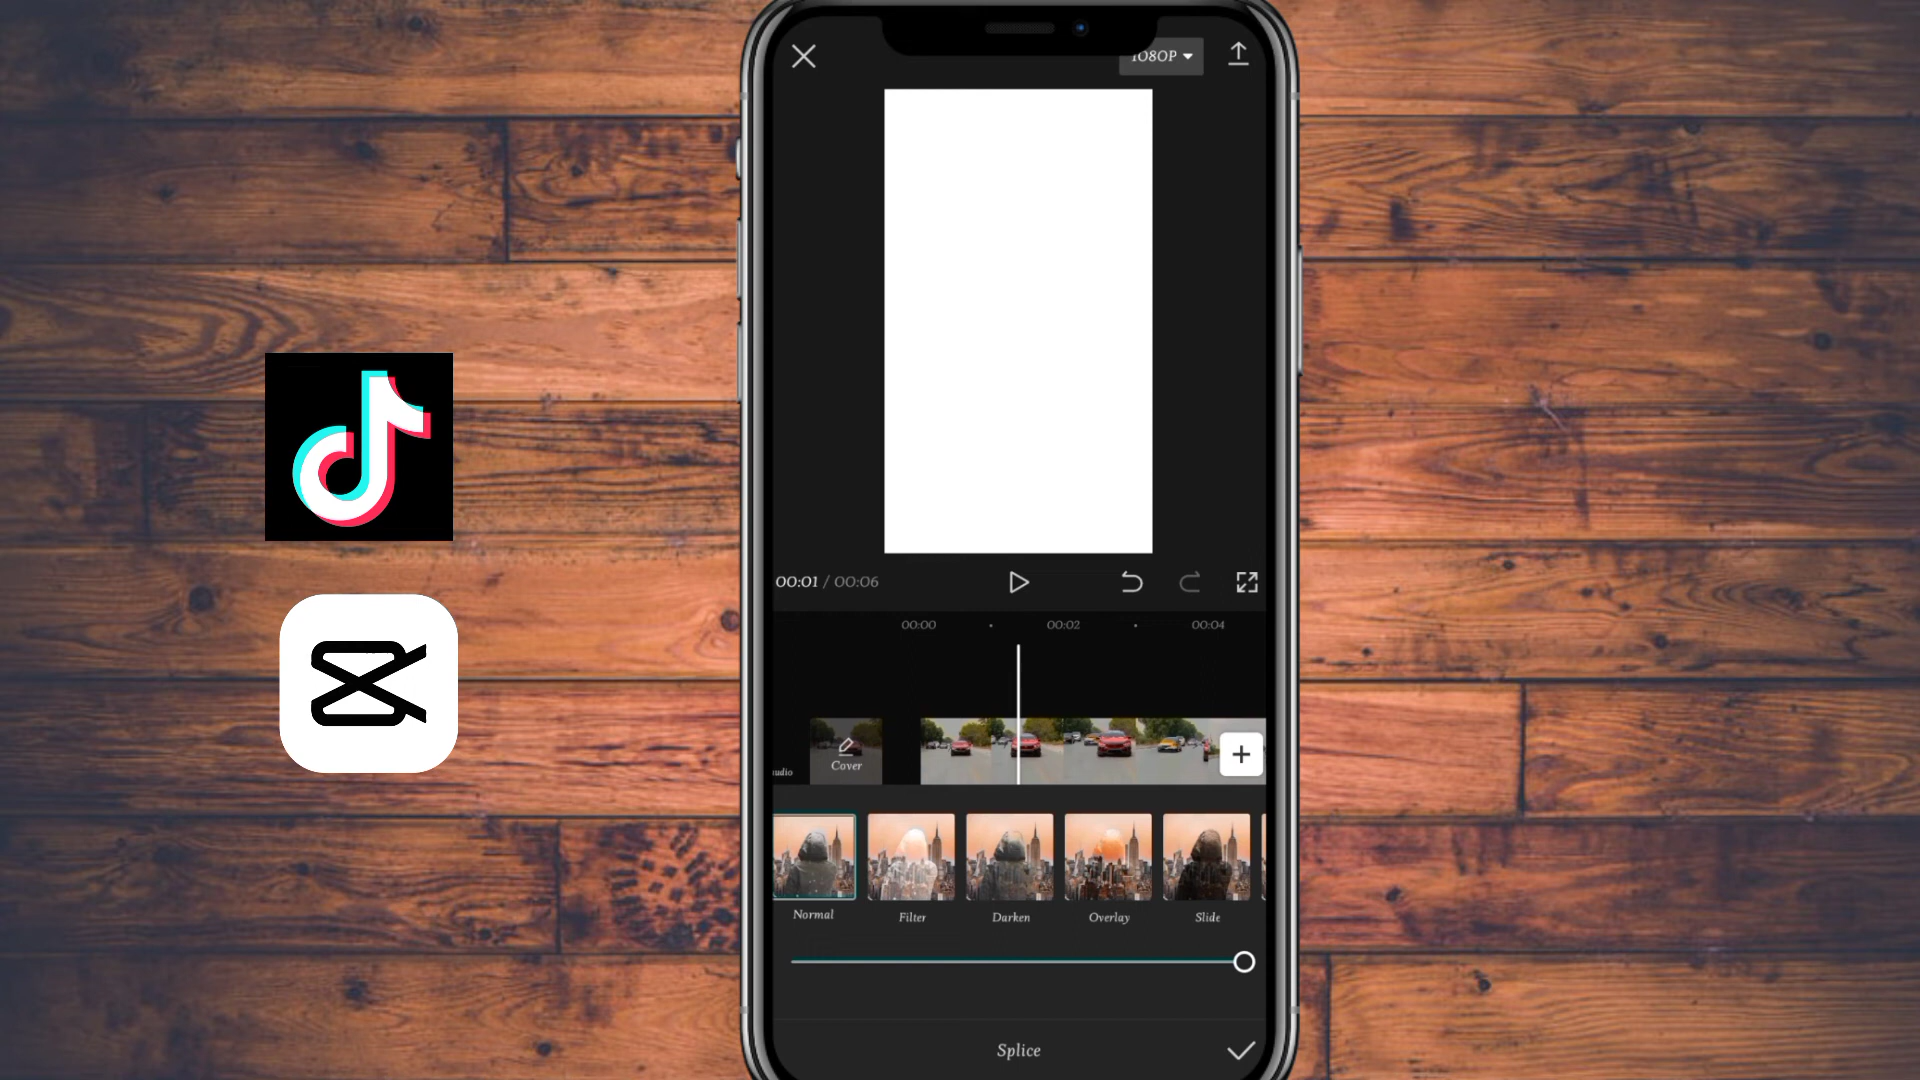 1080P
00:01 / 00:06
00:00 00:02 00:04
udio
Cover
Normal
Filter
Darken
Overlay
Slide
Splice